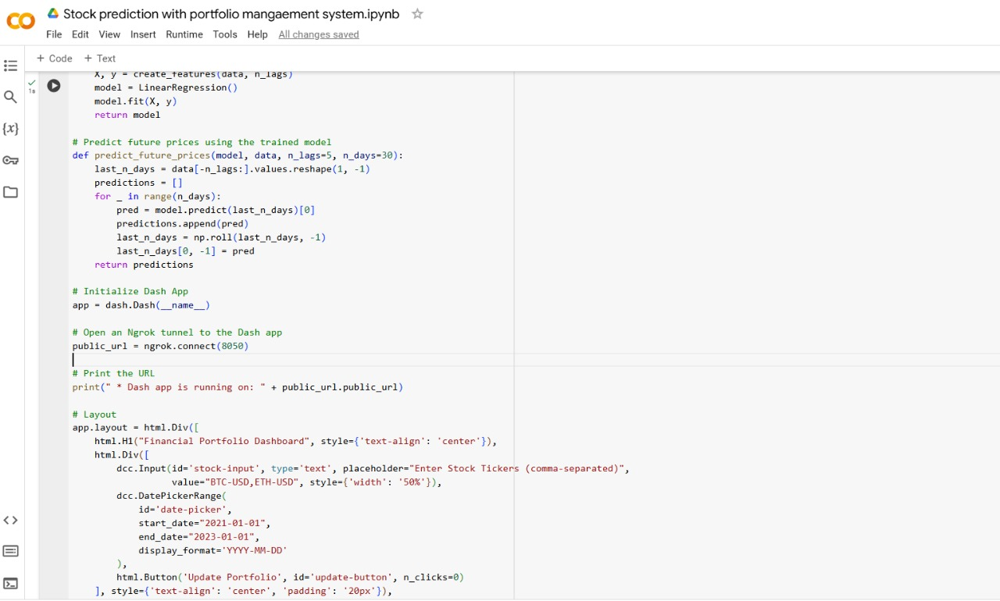 Stock prediction with portfolio mangaement system.ipynb
File Edit View Insert Runtime Tools Help All changes saved
+ Code + Text
1s
{x}
X, y = create_features(data, n_lags)
model = LinearRegression()
model.fit(X, y)
return model
# Predict future prices using the trained model
def predict_future_prices(model, data, n_lags=5, n_days=30):
last_n_days = data[-n_lags:].values.reshape(1, -1)
predictions = []
for _ in range(n_days):
pred = model.predict(last_n_days)[0]
predictions.append(pred)
last_n_days = np.roll(last_n_days, -1)
last_n_days[0, -1] = pred
return predictions
# Initialize Dash App
app = dash.Dash(__name__)
# Open an Ngrok tunnel to the Dash app
public_url = ngrok.connect(8050)
# Print the URL
print(" * Dash app is running on: " + public_url.public_url)
# Layout
app.layout = html.Div([
html.H1("Financial Portfolio Dashboard", style={'text-align': 'center'}),
html.Div([
dcc.Input(id='stock-input', type='text', placeholder="Enter Stock Tickers (comma-separated)",
value="BTC-USD,ETH-USD", style={'width': '50%'}),
dcc.DatePickerRange(
id='date-picker',
start_date="2021-01-01",
end_date="2023-01-01",
display_format='YYYY-MM-DD'
),
html.Button('Update Portfolio', id='update-button', n_clicks=0)
], style={'text-align': 'center', 'padding': '20px'}),